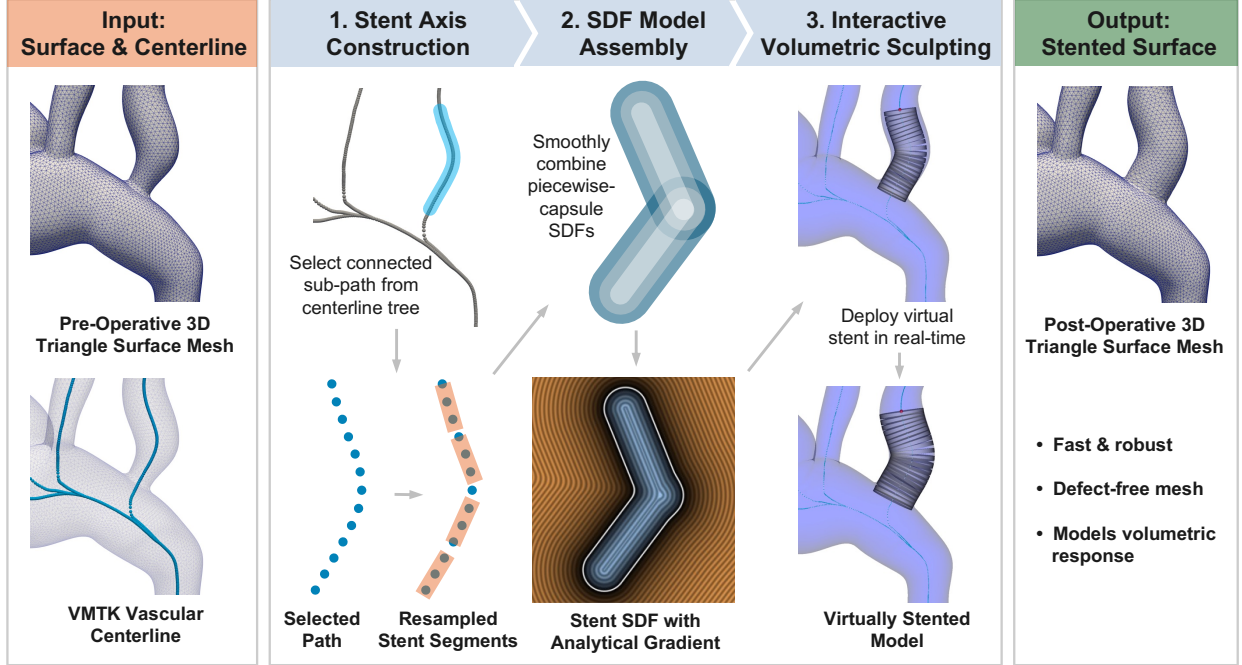 Input:
Surface & Centerline
Pre-Operative 3D
Triangle Surface Mesh
VMTK Vascular
Centerline
1. Stent Axis
Construction
Select connected
sub-path from
centerline tree
Selected
Path
Resampled
Stent Segments
2. SDF Model
Assembly
Smoothly
combine
piecewise-
capsule
SDFs
Stent SDF with
Analytical Gradient
3. Interactive
Volumetric Sculpting
Deploy virtual
stent in real-time
Virtually Stented
Model
Output:
Stented Surface
Post-Operative 3D
Triangle Surface Mesh
• Fast & robust
• Defect-free mesh
• Models volumetric
response